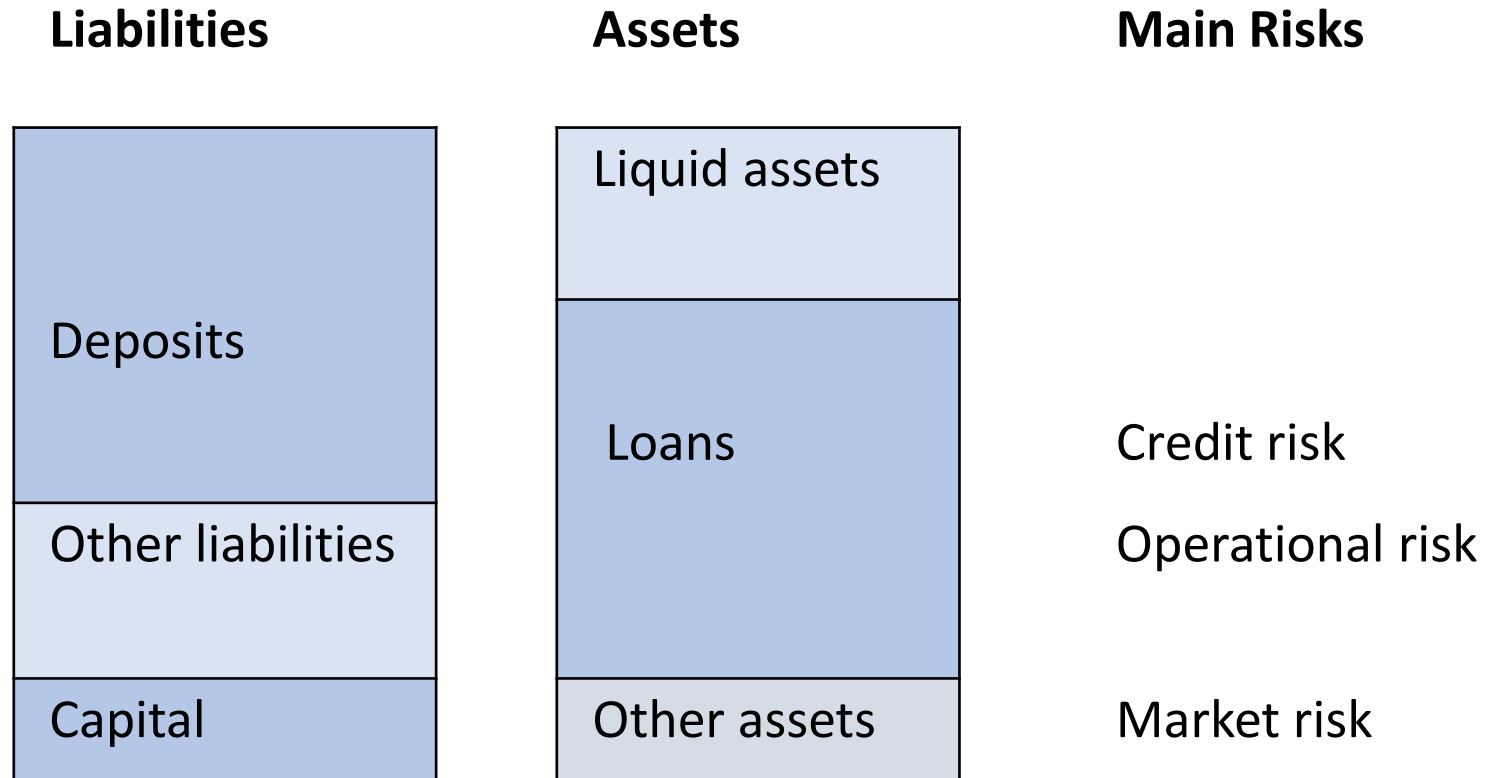 Liabilities Assets Main Risks
Liquid assets
Deposits
Loans Credit risk
Other liabilities Operational risk
Capital Other assets Market risk